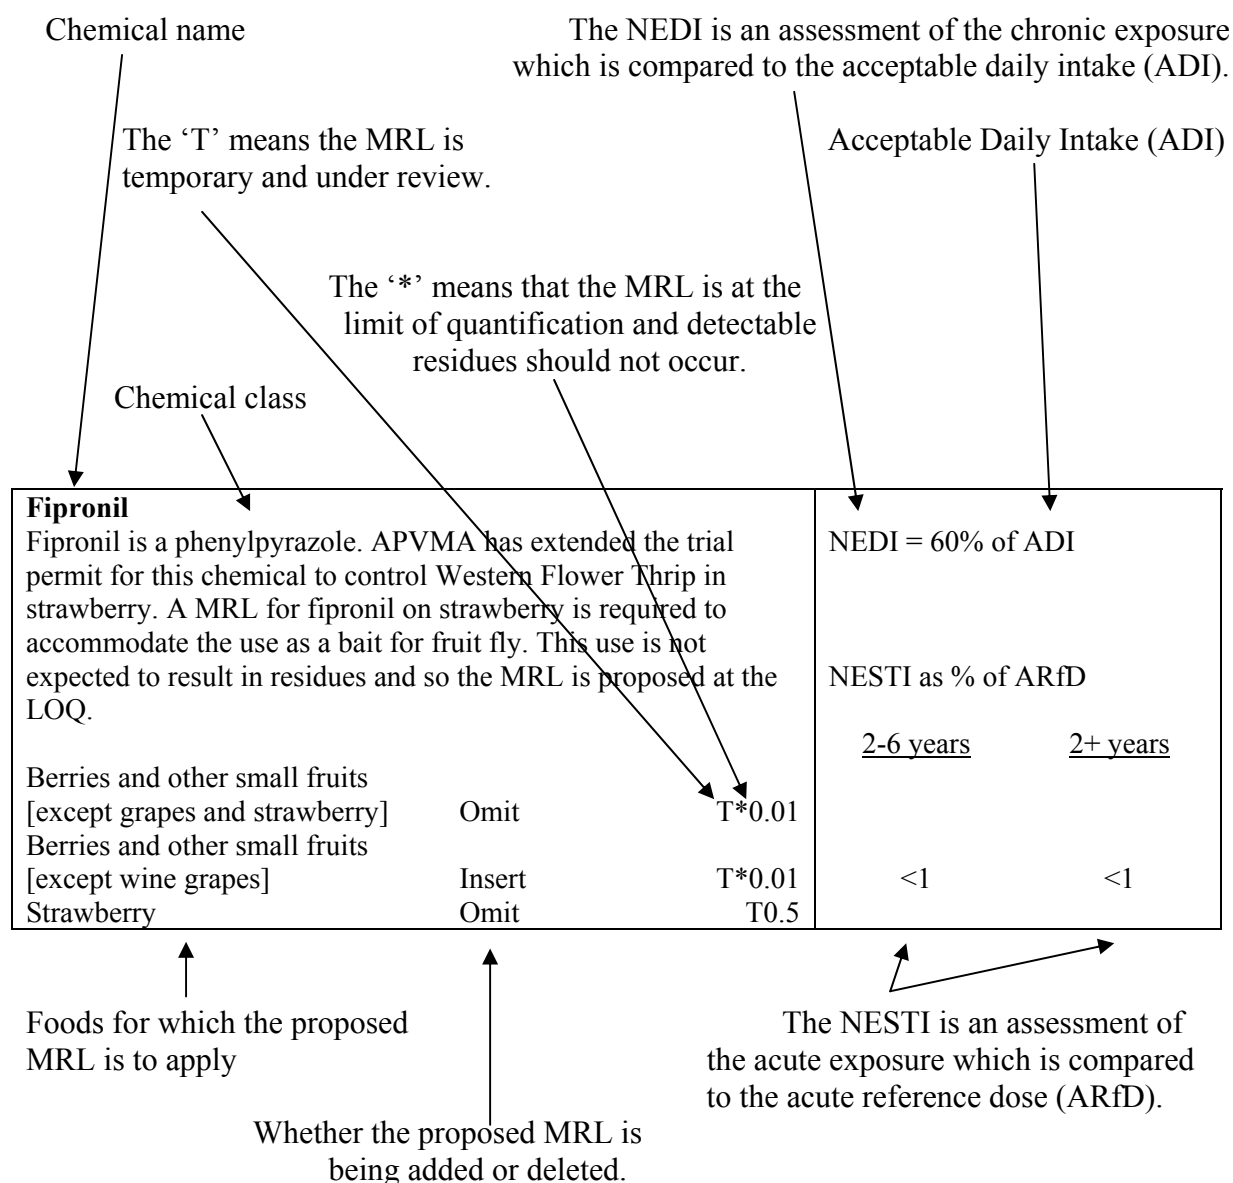 Chemical name
The NEDI is an assessment of the chronic exposure
which is compared to the acceptable daily intake (ADI).
The ‘T’ means the MRL is
temporary and under review.
Acceptable Daily Intake (ADI)
The ‘*’ means that the MRL is at the
limit of quantification and detectable
residues should not occur.
Chemical class
Fipronil
Fipronil is a phenylpyrazole. APVMA has extended the trial
permit for this chemical to control Western Flower Thrip in
strawberry. A MRL for fipronil on strawberry is required to
accommodate the use as a bait for fruit fly. This use is not
expected to result in residues and so the MRL is proposed at the
LOQ.
NEDI = 60% of ADI
NESTI as % of ARfD
2-6 years 2+ years
Berries and other small fruits
[except grapes and strawberry] Omit T*0.01
Berries and other small fruits
[except wine grapes] Insert T*0.01 <1 <1
Strawberry Omit T0.5
Foods for which the proposed
MRL is to apply
The NESTI is an assessment of
the acute exposure which is compared
to the acute reference dose (ARfD).
Whether the proposed MRL is
being added or deleted.